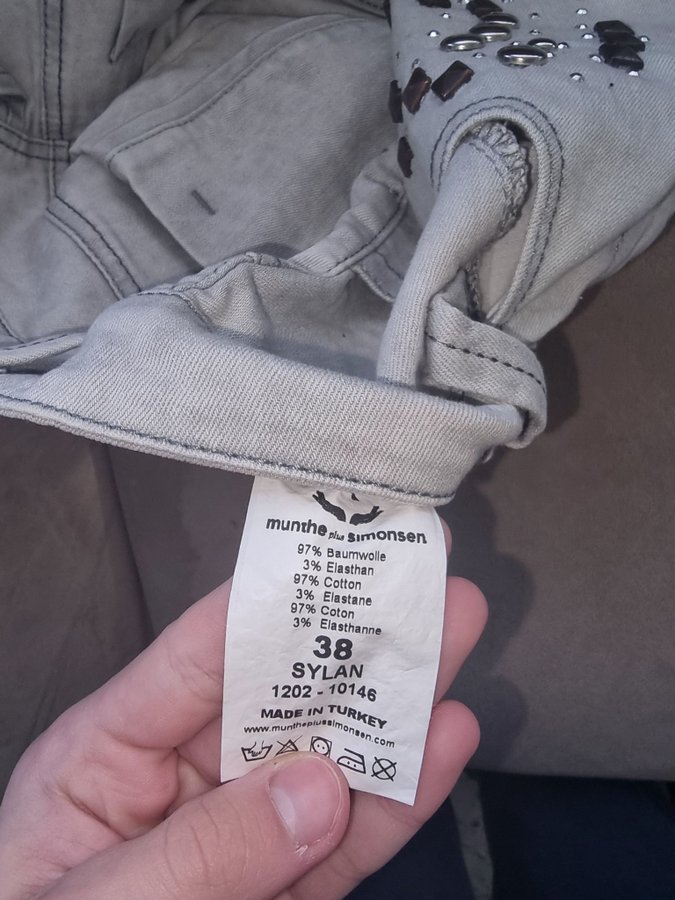 munthe plus simonsen
97% Baumwolle
3% Elasthan
97% Cotton
3% Elastane
97% Coton
3% Elasthanne
38
SYLAN
1202 - 10146
MADE IN TURKEY
www.muntheplussimonsen.com